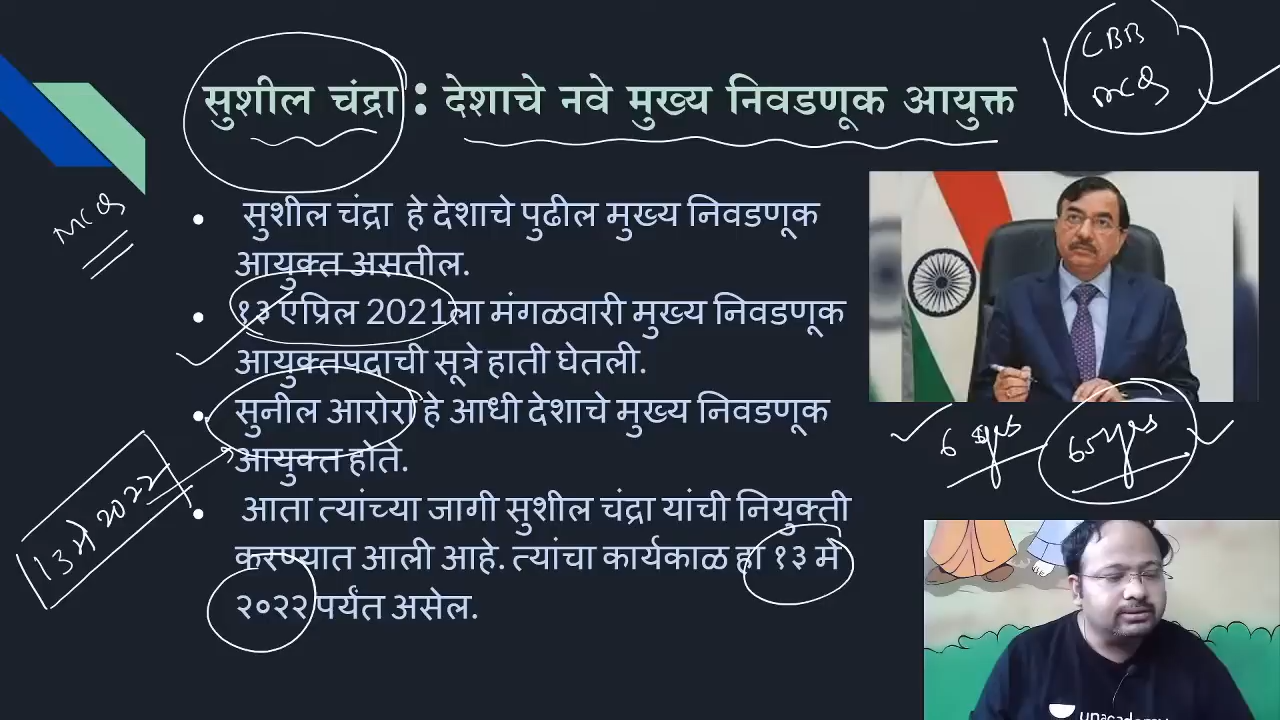 सुशील चंद्रा : देशाचे नवे मुख्य निवडणूक आयुक्त
CBB
MCQ
MCQ
• सुशील चंद्रा हे देशाचे पुढील मुख्य निवडणूक
आयुक्त असतील.
• १३ एप्रिल 2021ला मंगळवारी मुख्य निवडणूक
आयुक्तपदाची सूत्रे हाती घेतली.
• सुनील आरोरा हे आधी देशाचे मुख्य निवडणूक
आयुक्त होते.
• आता त्यांच्या जागी सुशील चंद्रा यांची नियुक्ती
करण्यात आली आहे. त्यांचा कार्यकाळ हा १३ मे
२०२२ पर्यंत असेल.
13 मे 2022
6 yrs
65 yrs
unacademy